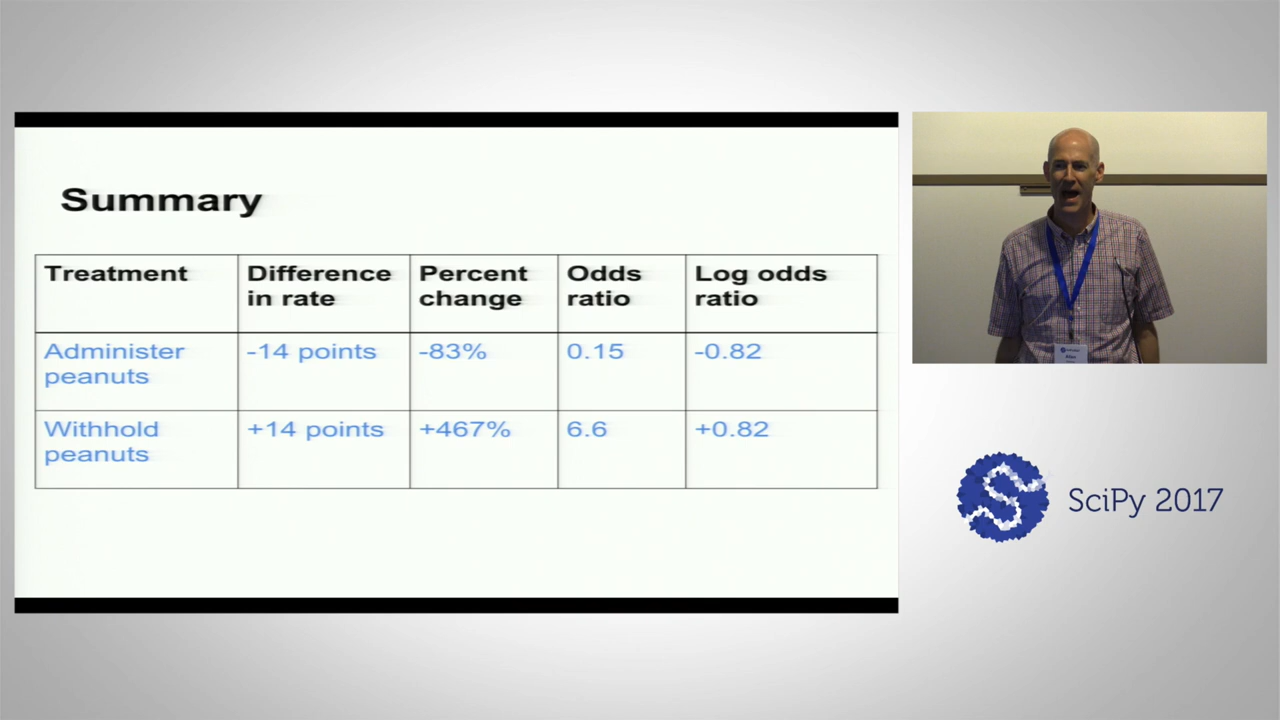 Summary
Treatment Difference in rate Percent change Odds ratio Log odds ratio
Administer peanuts -14 points -83% 0.15 -0.82
Withhold peanuts +14 points +467% 6.6 +0.82
SciPy 2017